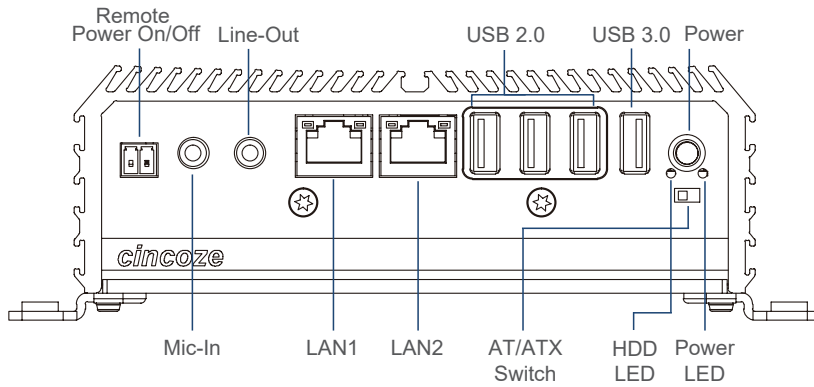 Remote
Power On/Off
Line-Out
USB 2.0
USB 3.0
Power
cincoze
Mic-In
LAN1
LAN2
AT/ATX
Switch
HDD
LED
Power
LED